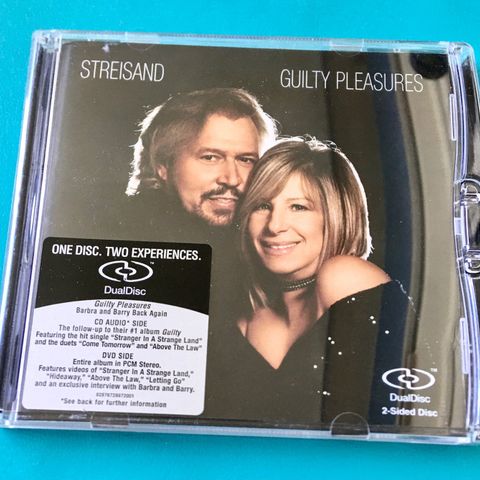 STREISAND
GUILTY PLEASURES
ONE DISC. TWO EXPERIENCES.
DualDisc™
Guilty Pleasures
Barbra and Barry Back Again
CD AUDIO* SIDE
The follow-up to their #1 album Guilty
Featuring the hit single "Stranger In A Strange Land"
and the duets "Come Tomorrow" and "Above The Law"
DVD SIDE
Entire album in PCM Stereo.
Features videos of "Stranger In A Strange Land,"
"Hideaway," "Above The Law," "Letting Go"
and an exclusive interview with Barbra and Barry.
*See back for further information
DualDisc™
2-Sided Disc